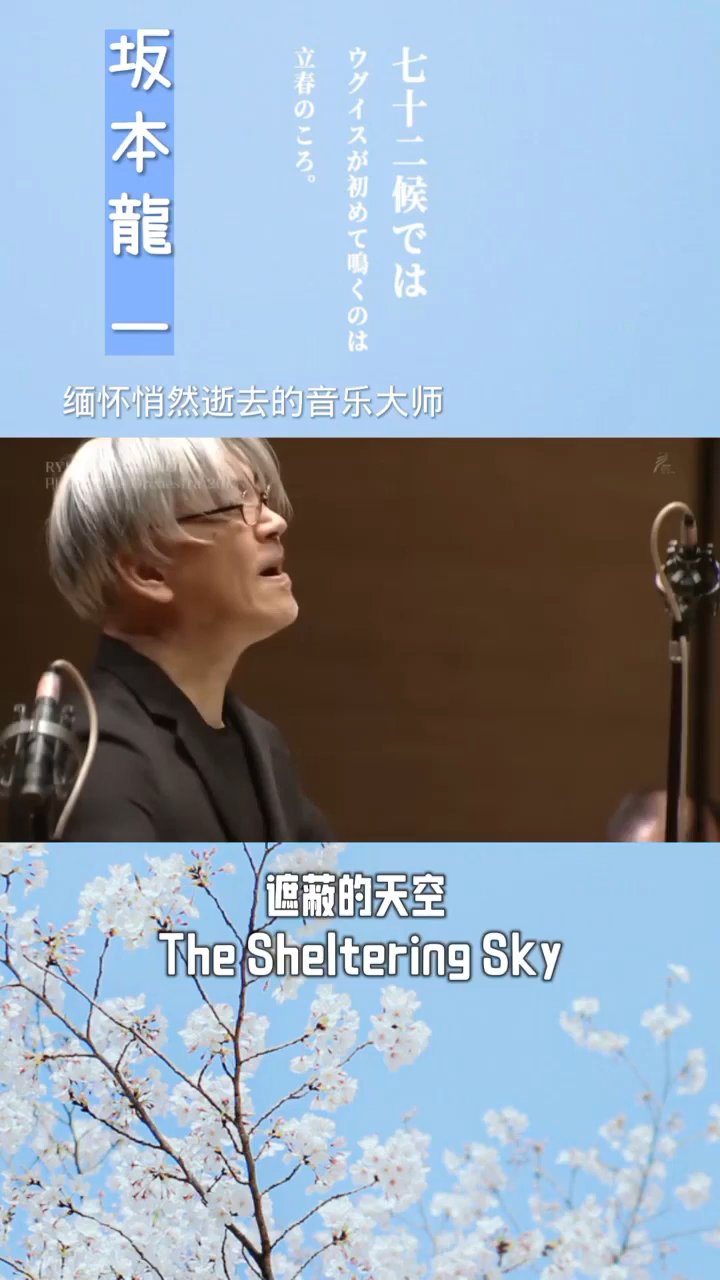 坂本龍一
七十二候では
ウグイスが初めて鳴くのは
立春のころ。
缅怀悄然逝去的音乐大师
遮蔽的天空
The Sheltering Sky